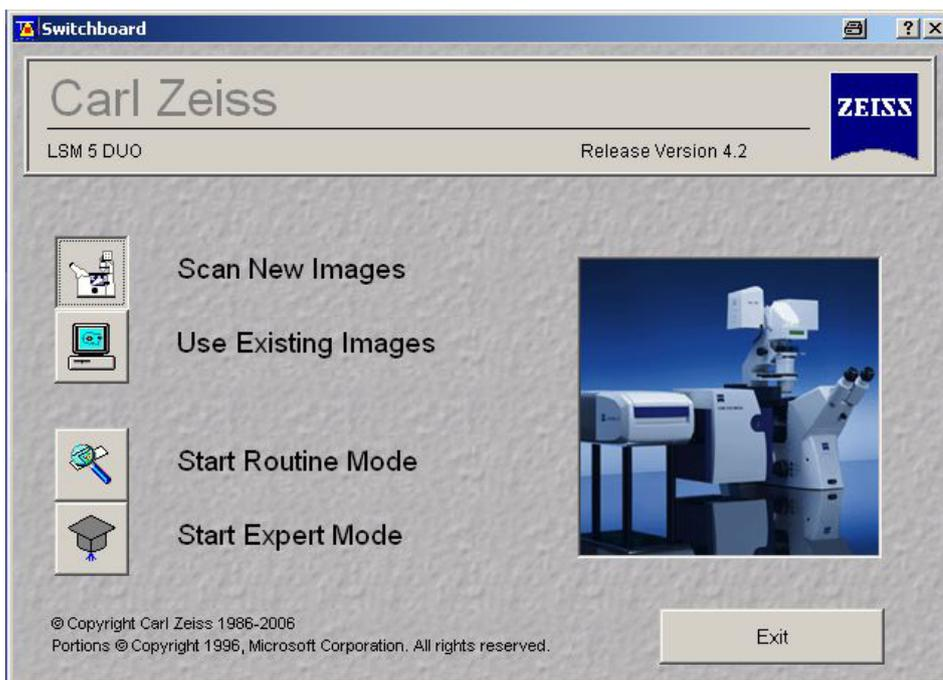 Switchboard
Carl Zeiss
ZEISS
LSM 5 DUO
Release Version 4.2
Scan New Images
Use Existing Images
Start Routine Mode
Start Expert Mode
© Copyright Carl Zeiss 1986-2006
Portions © Copyright 1996, Microsoft Corporation. All rights reserved.
Exit